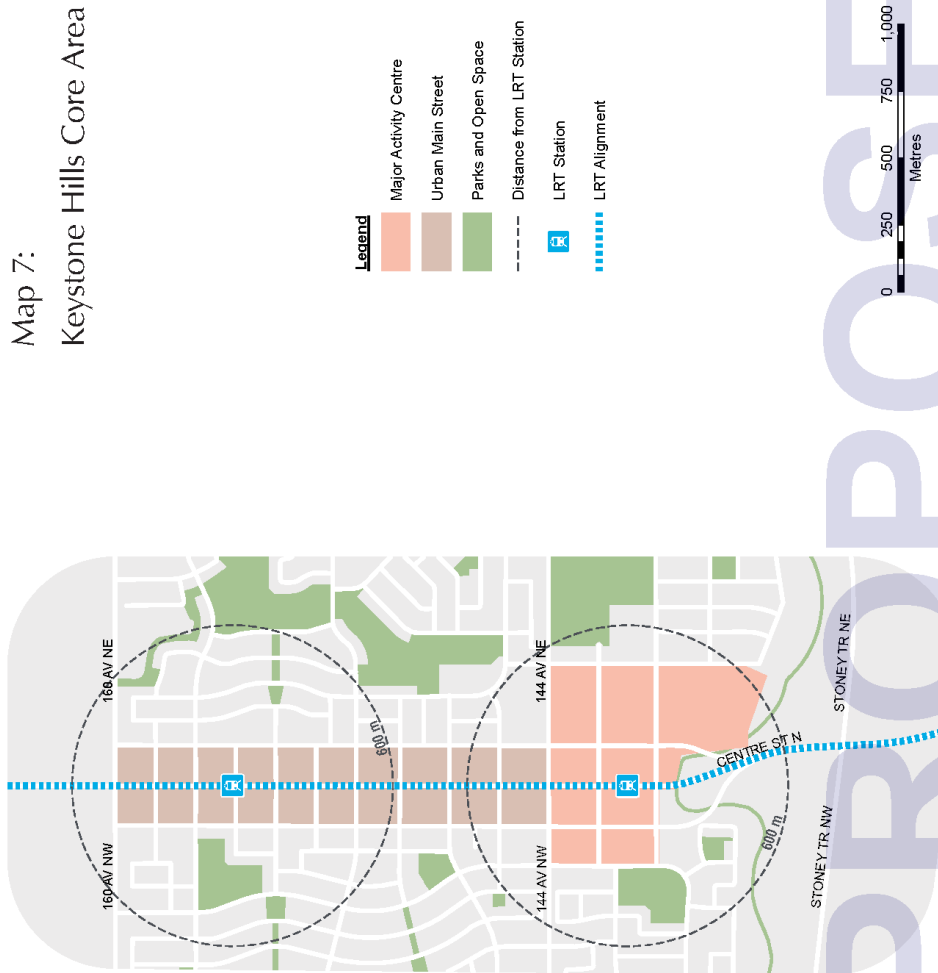 Map 7:
Keystone Hills Core Area
Legend
Major Activity Centre
Urban Main Street
Parks and Open Space
Distance from LRT Station
LRT Station
LRT Alignment
0 250 500 750 1,000
Metres
160 AV NW
160 AV NE
600 m
144 AV NW
144 AV NE
CENTRE ST N
600 m
STONEY TR NW
STONEY TR NE
PROPOSE